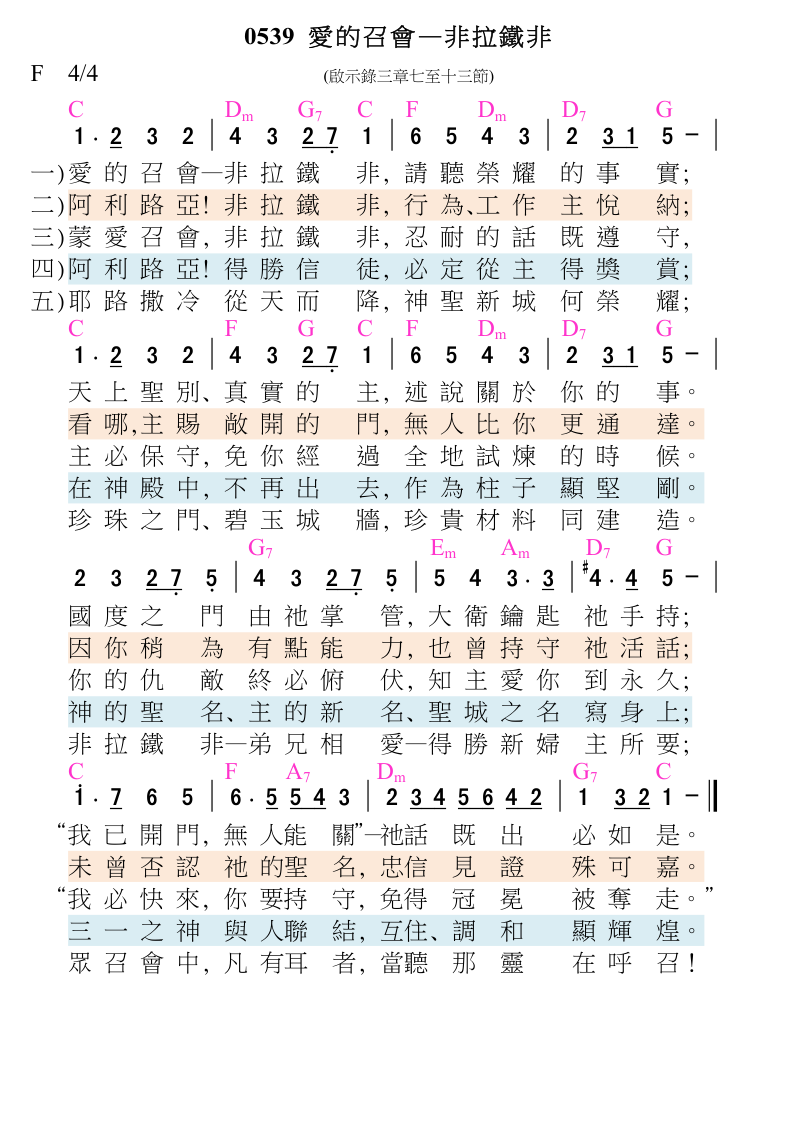 0539 愛的召會—非拉鐵非
F 4/4 (啟示錄三章七至十三節)
C Dm G7 C F Dm D7 G
1 . 2 3 2 | 4 3 2 7 1 | 6 5 4 3 | 2 3 1 5 – |
一)愛的召會—非拉鐵 非,請聽榮耀 的事 實;
二)阿利路亞!非拉鐵 非,行為、工作 主悅 納;
三)蒙愛召會,非拉鐵 非,忍耐的話 既遵 守,
四)阿利路亞!得勝信 徒,必定從主 得獎 賞;
五)耶路撒冷 從天而 降,神聖新城 何榮 耀;
C F G C F Dm D7 G
1 . 2 3 2 | 4 3 2 7 1 | 6 5 4 3 | 2 3 1 5 – |
天上聖別、真實的 主,述說關於 你的 事。
看哪,主賜 敞開的 門,無人比你 更通 達。
主必保守,免你經 過 全地試煉 的時 候。
在神殿中,不再出 去,作為柱子 顯堅 剛。
珍珠之門、碧玉城 牆,珍貴材料 同建 造。
G7 Em Am D7 G
2 3 2 7 5 | 4 3 2 7 5 | 5 4 3 . 3 | #4 . 4 5 – |
國度之 門 由祂掌 管,大衛鑰匙 祂手持;
因你稍 為 有點能 力,也曾持守 祂活話;
你的仇 敵 終必俯 伏,知主愛你 到永久;
神的聖 名、主的新 名、聖城之名 寫身上;
非拉鐵 非—弟兄相 愛—得勝新婦 主所要;
C F A7 Dm G7 C
1 . 7 6 5 | 6 . 5 5 4 3 | 2 3 4 5 6 4 2 | 1 3 2 1 – ||
“我已開門,無人能 關”—祂話 既 出 必如 是。
未曾否認 祂的聖 名,忠信 見 證 殊可 嘉。
“我必快來,你要持 守,免得 冠 冕 被奪 走。”
三一之神 與人聯 結,互住、調 和 顯輝 煌。
眾召會中,凡有耳 者,當聽 那 靈 在呼 召!